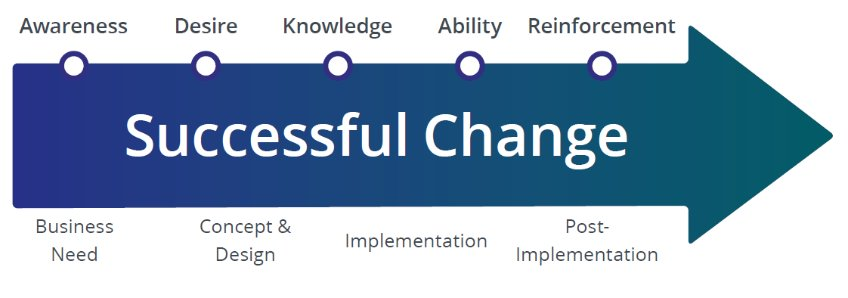 Awareness Desire Knowledge Ability Reinforcement
Successful Change
Business Need
Concept & Design
Implementation
Post-
Implementation